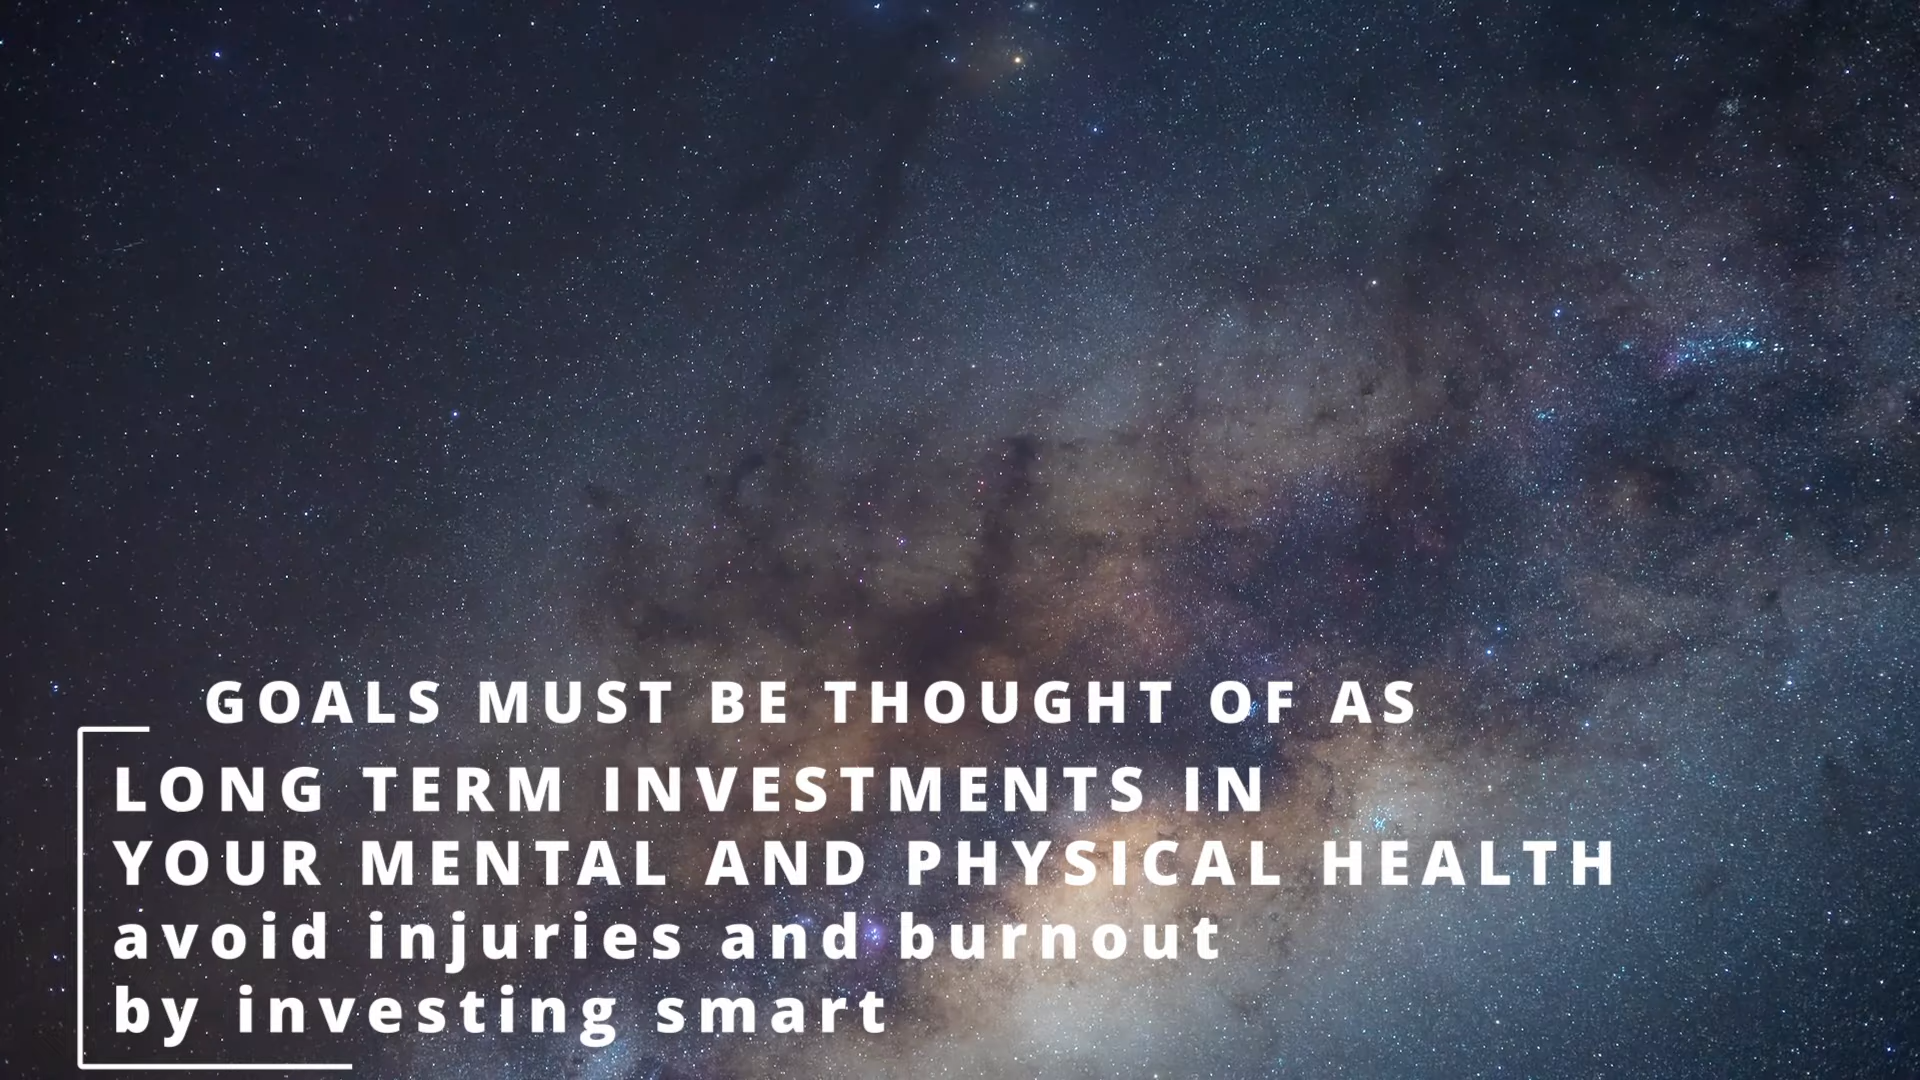 GOALS MUST BE THOUGHT OF AS
LONG TERM INVESTMENTS IN
YOUR MENTAL AND PHYSICAL HEALTH
avoid injuries and burnout
by investing smart